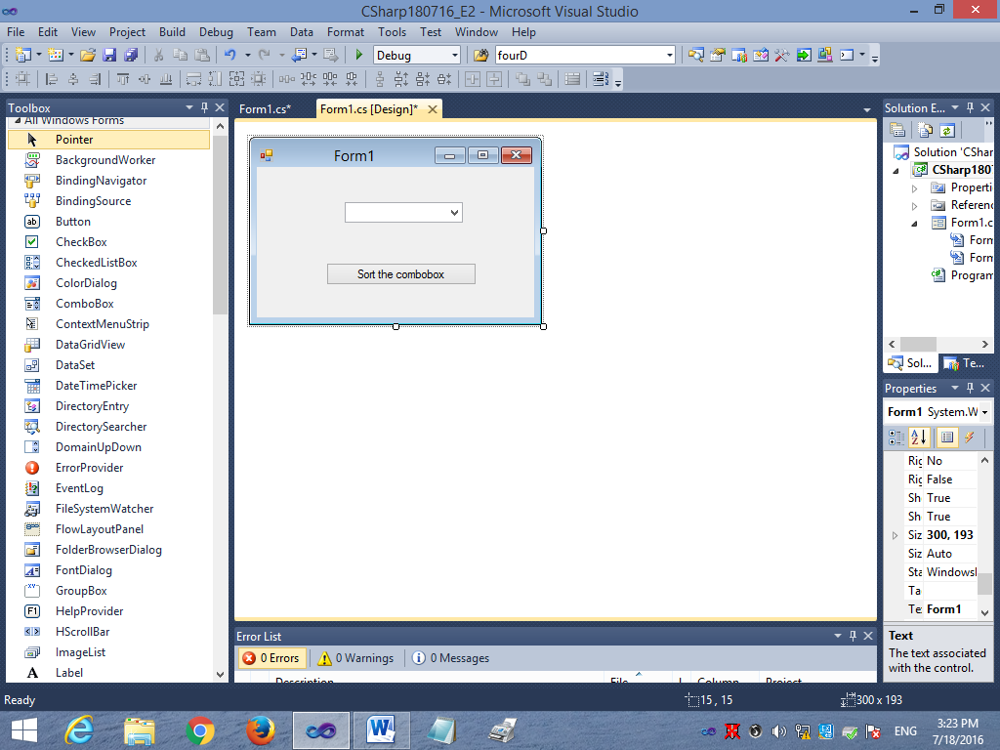 CSharp180716_E2 - Microsoft Visual Studio
File Edit View Project Build Debug Team Data Format Tools Test Window Help
Debug fourD
Toolbox
All Windows Forms
Pointer
BackgroundWorker
BindingNavigator
BindingSource
Button
CheckBox
CheckedListBox
ColorDialog
ComboBox
ContextMenuStrip
DataGridView
DataSet
DateTimePicker
DirectoryEntry
DirectorySearcher
DomainUpDown
ErrorProvider
EventLog
FileSystemWatcher
FlowLayoutPanel
FolderBrowserDialog
FontDialog
GroupBox
HelpProvider
HScrollBar
ImageList
Label
Form1.cs* Form1.cs [Design]*
Form1
Sort the combobox
Error List
0 Errors 0 Warnings 0 Messages
Description File Column Project
Solution E...
Solution 'CShar
CSharp180
Properti
Referenc
Form1.c
Form
Form
Program
Sol... Te...
Properties
Form1 System.W
Rig No
Rig False
Sh True
Sh True
Siz 300, 193
Siz Auto
Sta Windows
Ta
Te Form1
Text
The text associated
with the control.
Ready 15 , 15 300 x 193
ENG 3:23 PM
7/18/2016